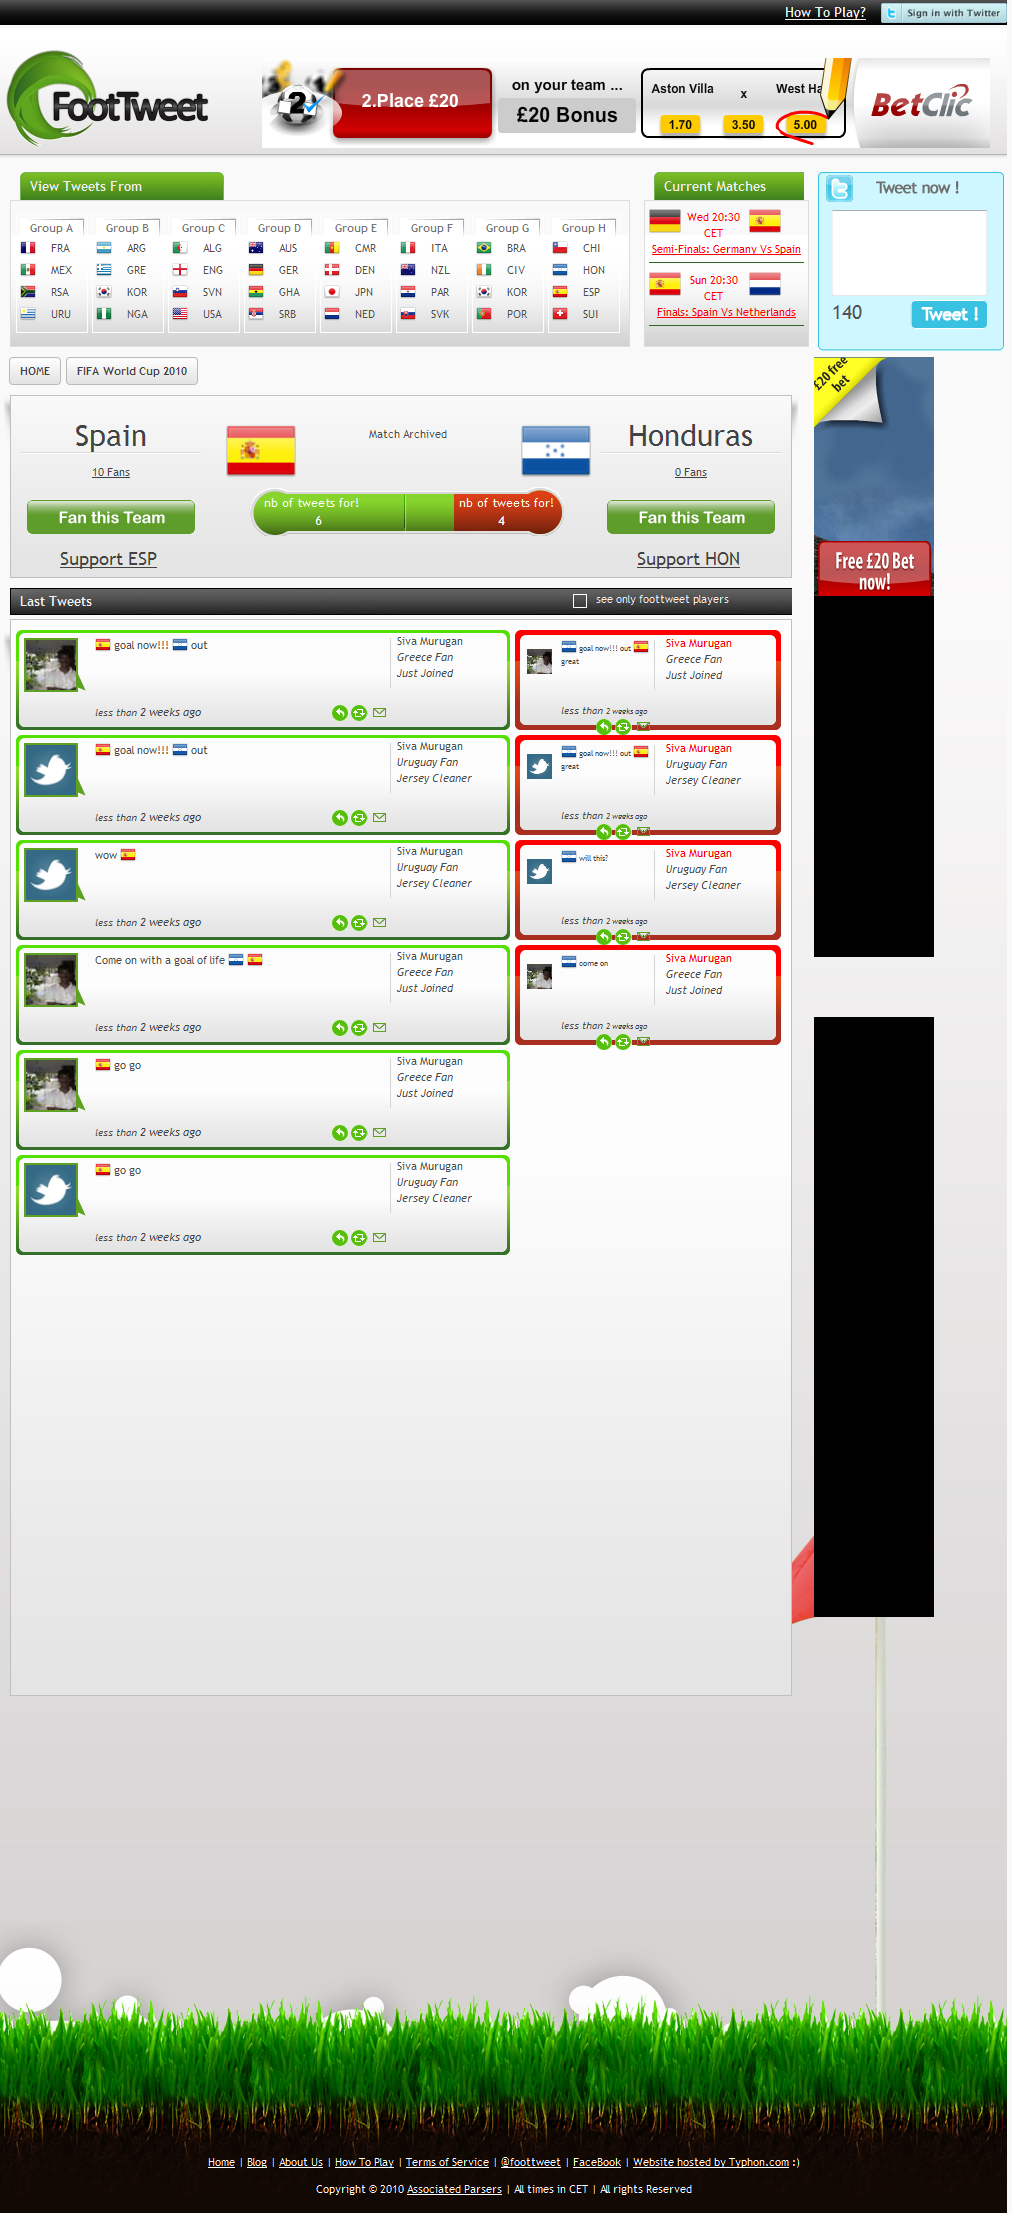 How To Play?
Sign in with Twitter
FootTweet
2
2.Place £20
on your team ...
£20 Bonus
Aston Villa x West Ha
1.70 3.50 5.00
BetClic
View Tweets From
Group A Group B Group C Group D Group E Group F Group G Group H
FRA ARG ALG AUS CMR ITA BRA CHI
MEX GRE ENG GER DEN NZL CIV HON
RSA KOR SVN GHA JPN PAR KOR ESP
URU NGA USA SRB NED SVK POR SUI
Current Matches
Wed 20:30
CET
Semi-Finals: Germany Vs Spain
Sun 20:30
CET
Finals: Spain Vs Netherlands
Tweet now !
140
Tweet !
HOME
FIFA World Cup 2010
Spain
10 Fans
Fan this Team
Support ESP
Match Archived
nb of tweets for!
6
nb of tweets for!
4
Honduras
0 Fans
Fan this Team
Support HON
£20 free
bet
Free £20 Bet
now!
Last Tweets
see only foottweet players
goal now!!! out
Siva Murugan
Greece Fan
Just Joined
less than 2 weeks ago
goal now!!! out
great
Siva Murugan
Greece Fan
Just Joined
less than 2 weeks ago
goal now!!! out
Siva Murugan
Uruguay Fan
Jersey Cleaner
less than 2 weeks ago
goal now!!! out
great
Siva Murugan
Uruguay Fan
Jersey Cleaner
less than 2 weeks ago
wow
Siva Murugan
Uruguay Fan
Jersey Cleaner
less than 2 weeks ago
will this?
Siva Murugan
Uruguay Fan
Jersey Cleaner
less than 2 weeks ago
Come on with a goal of life
Siva Murugan
Greece Fan
Just Joined
less than 2 weeks ago
come on
Siva Murugan
Greece Fan
Just Joined
less than 2 weeks ago
go go
Siva Murugan
Greece Fan
Just Joined
less than 2 weeks ago
go go
Siva Murugan
Uruguay Fan
Jersey Cleaner
less than 2 weeks ago
Home | Blog | About Us | How To Play | Terms of Service | @foottweet | FaceBook | Website hosted by Typhon.com :)
Copyright © 2010 Associated Parsers | All times in CET | All rights Reserved